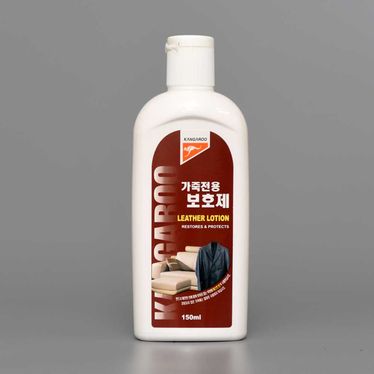 KANGAROO
KANGAROO
가죽전용
보호제
LEATHER LOTION
RESTORES & PROTECTS
150ml